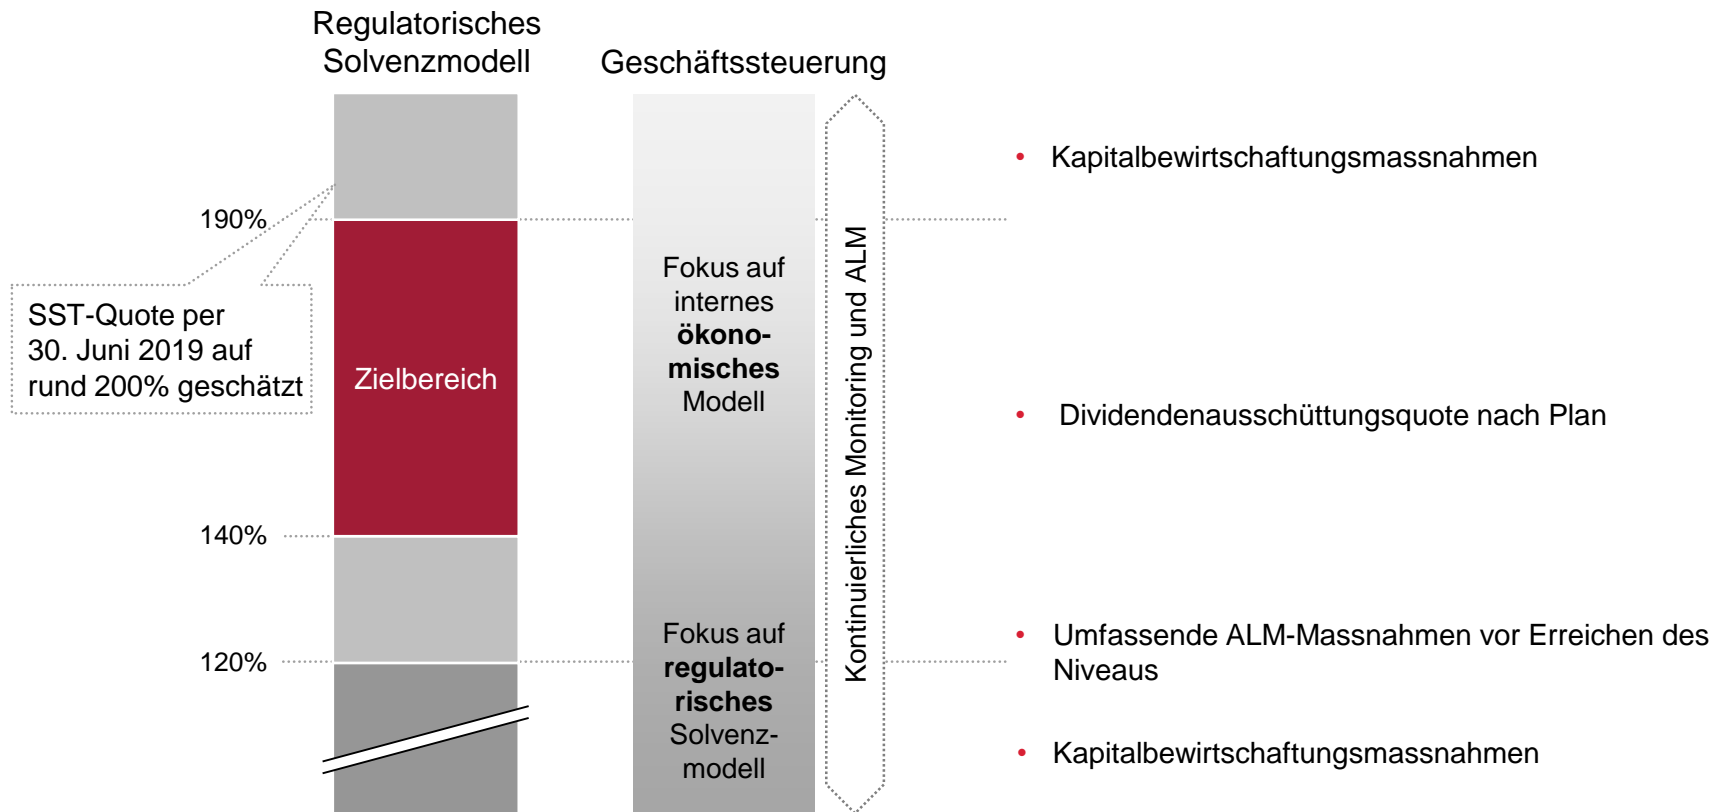 Regulatorisches
Solvenzmodell
Geschäftssteuerung
190%
140%
120%
SST-Quote per
30. Juni 2019 auf
rund 200% geschätzt
Zielbereich
Fokus auf
internes
ökono-
misches
Modell
Fokus auf
regulato-
risches
Solvenz-
modell
Kontinuierliches Monitoring und ALM
• Kapitalbewirtschaftungsmassnahmen
• Dividendenausschüttungsquote nach Plan
• Umfassende ALM-Massnahmen vor Erreichen des
Niveaus
• Kapitalbewirtschaftungsmassnahmen